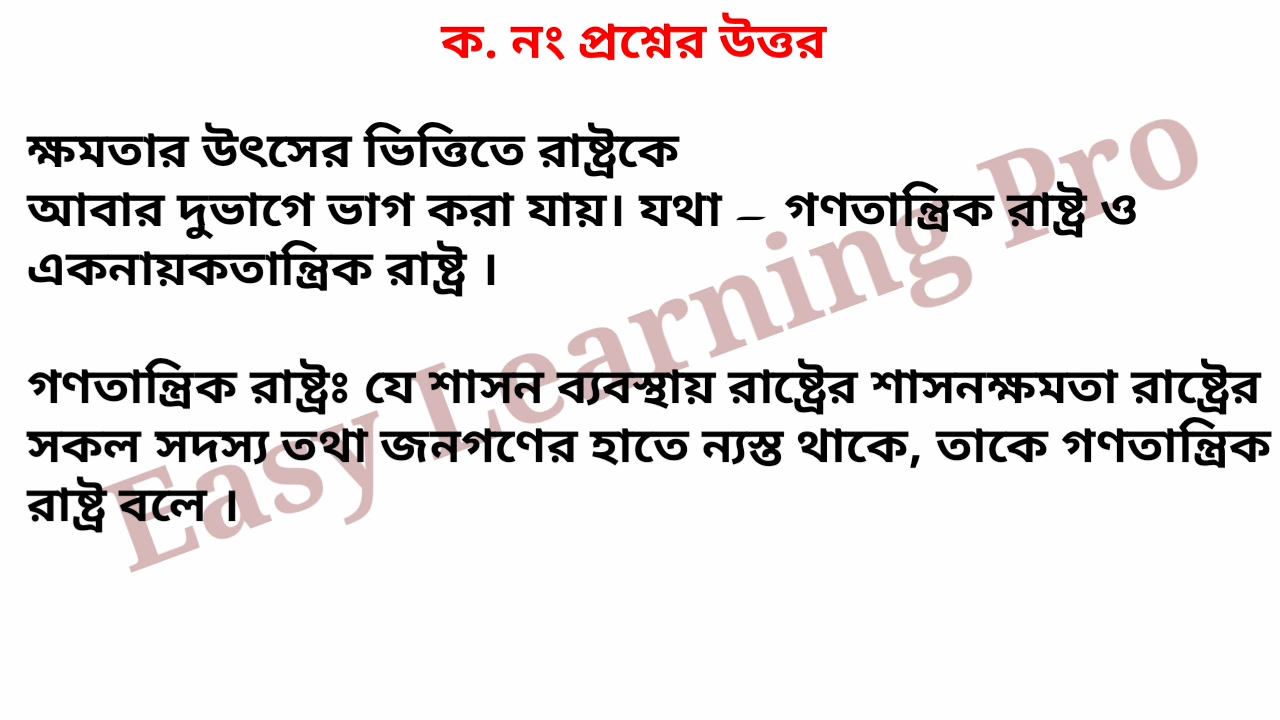 ক. নং প্রশ্নের উত্তর
ক্ষমতার উৎসের ভিত্তিতে রাষ্ট্রকে
আবার দুভাগে ভাগ করা যায়। যথা – গণতান্ত্রিক রাষ্ট্র ও
একনায়কতান্ত্রিক রাষ্ট্র ।
গণতান্ত্রিক রাষ্ট্রঃ যে শাসন ব্যবস্থায় রাষ্ট্রের শাসনক্ষমতা রাষ্ট্রের
সকল সদস্য তথা জনগণের হাতে ন্যস্ত থাকে, তাকে গণতান্ত্রিক
রাষ্ট্র বলে ।
Easy Learning Pro